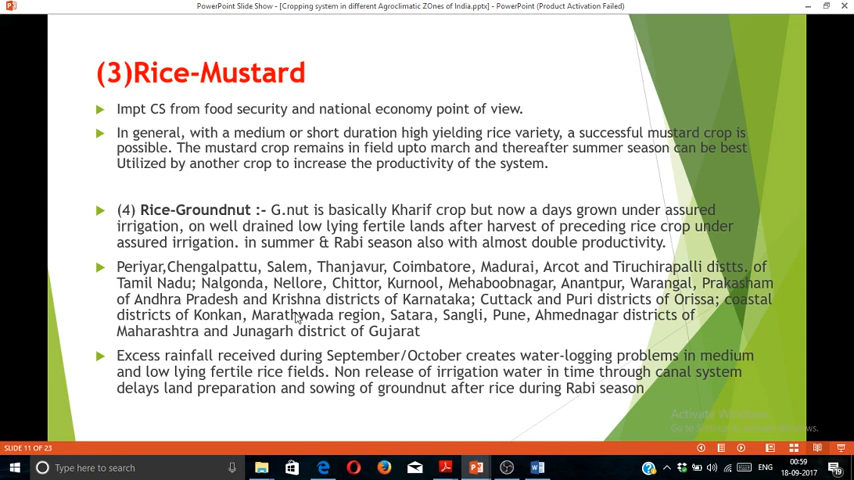 PowerPoint Slide Show - [Cropping system in different Agroclimatic ZOnes of India.pptx] - PowerPoint (Product Activation Failed)
(3)Rice-Mustard
Impt CS from food security and national economy point of view.
In general, with a medium or short duration high yielding rice variety, a successful mustard crop is
possible. The mustard crop remains in field upto march and thereafter summer season can be best
Utilized by another crop to increase the productivity of the system.
(4) Rice-Groundnut :- G.nut is basically Kharif crop but now a days grown under assured
irrigation, on well drained low lying fertile lands after harvest of preceding rice crop under
assured irrigation. in summer & Rabi season also with almost double productivity.
Periyar,Chengalpattu, Salem, Thanjavur, Coimbatore, Madurai, Arcot and Tiruchirapalli distts. of
Tamil Nadu; Nalgonda, Nellore, Chittor, Kurnool, Mehaboobnagar, Anantpur, Warangal, Prakasham
of Andhra Pradesh and Krishna districts of Karnataka; Cuttack and Puri districts of Orissa; coastal
districts of Konkan, Marathwada region, Satara, Sangli, Pune, Ahmednagar districts of
Maharashtra and Junagarh district of Gujarat
Excess rainfall received during September/October creates water-logging problems in medium
and low lying fertile rice fields. Non release of irrigation water in time through canal system
delays land preparation and sowing of groundnut after rice during Rabi season
Activate Windows
Go to Settings to activate Windows.
SLIDE 11 OF 23
Type here to search
ENG
00:59
18-09-2017
19